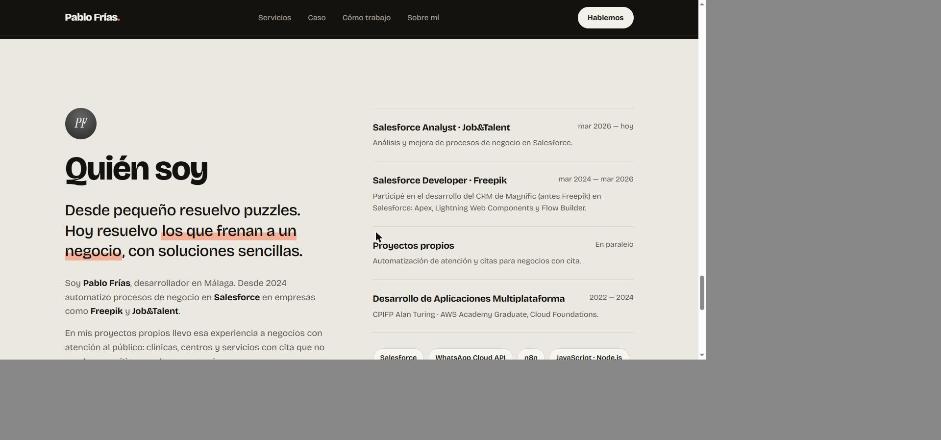 Pablo Frías.
Servicios
Caso
Cómo trabajo
Sobre mí
Hablemos
PF
Quién soy
Desde pequeño resuelvo puzzles.
Hoy resuelvo los que frenan a un
negocio, con soluciones sencillas.
Soy Pablo Frías, desarrollador en Málaga. Desde 2024
automatizo procesos de negocio en Salesforce en empresas
como Freepik y Job&Talent.
En mis proyectos propios llevo esa experiencia a negocios con
atención al público: clínicas, centros y servicios con cita que no
Salesforce Analyst · Job&Talent
mar 2026 — hoy
Análisis y mejora de procesos de negocio en Salesforce.
Salesforce Developer · Freepik
mar 2024 — mar 2026
Participé en el desarrollo del CRM de Magnific (antes Freepik) en
Salesforce: Apex, Lightning Web Components y Flow Builder.
Proyectos propios
En paralelo
Automatización de atención y citas para negocios con cita.
Desarrollo de Aplicaciones Multiplataforma
2022 — 2024
CPIFP Alan Turing · AWS Academy Graduate, Cloud Foundations.
Salesforce
WhatsApp Cloud API
n8n
JavaScript · Node.js